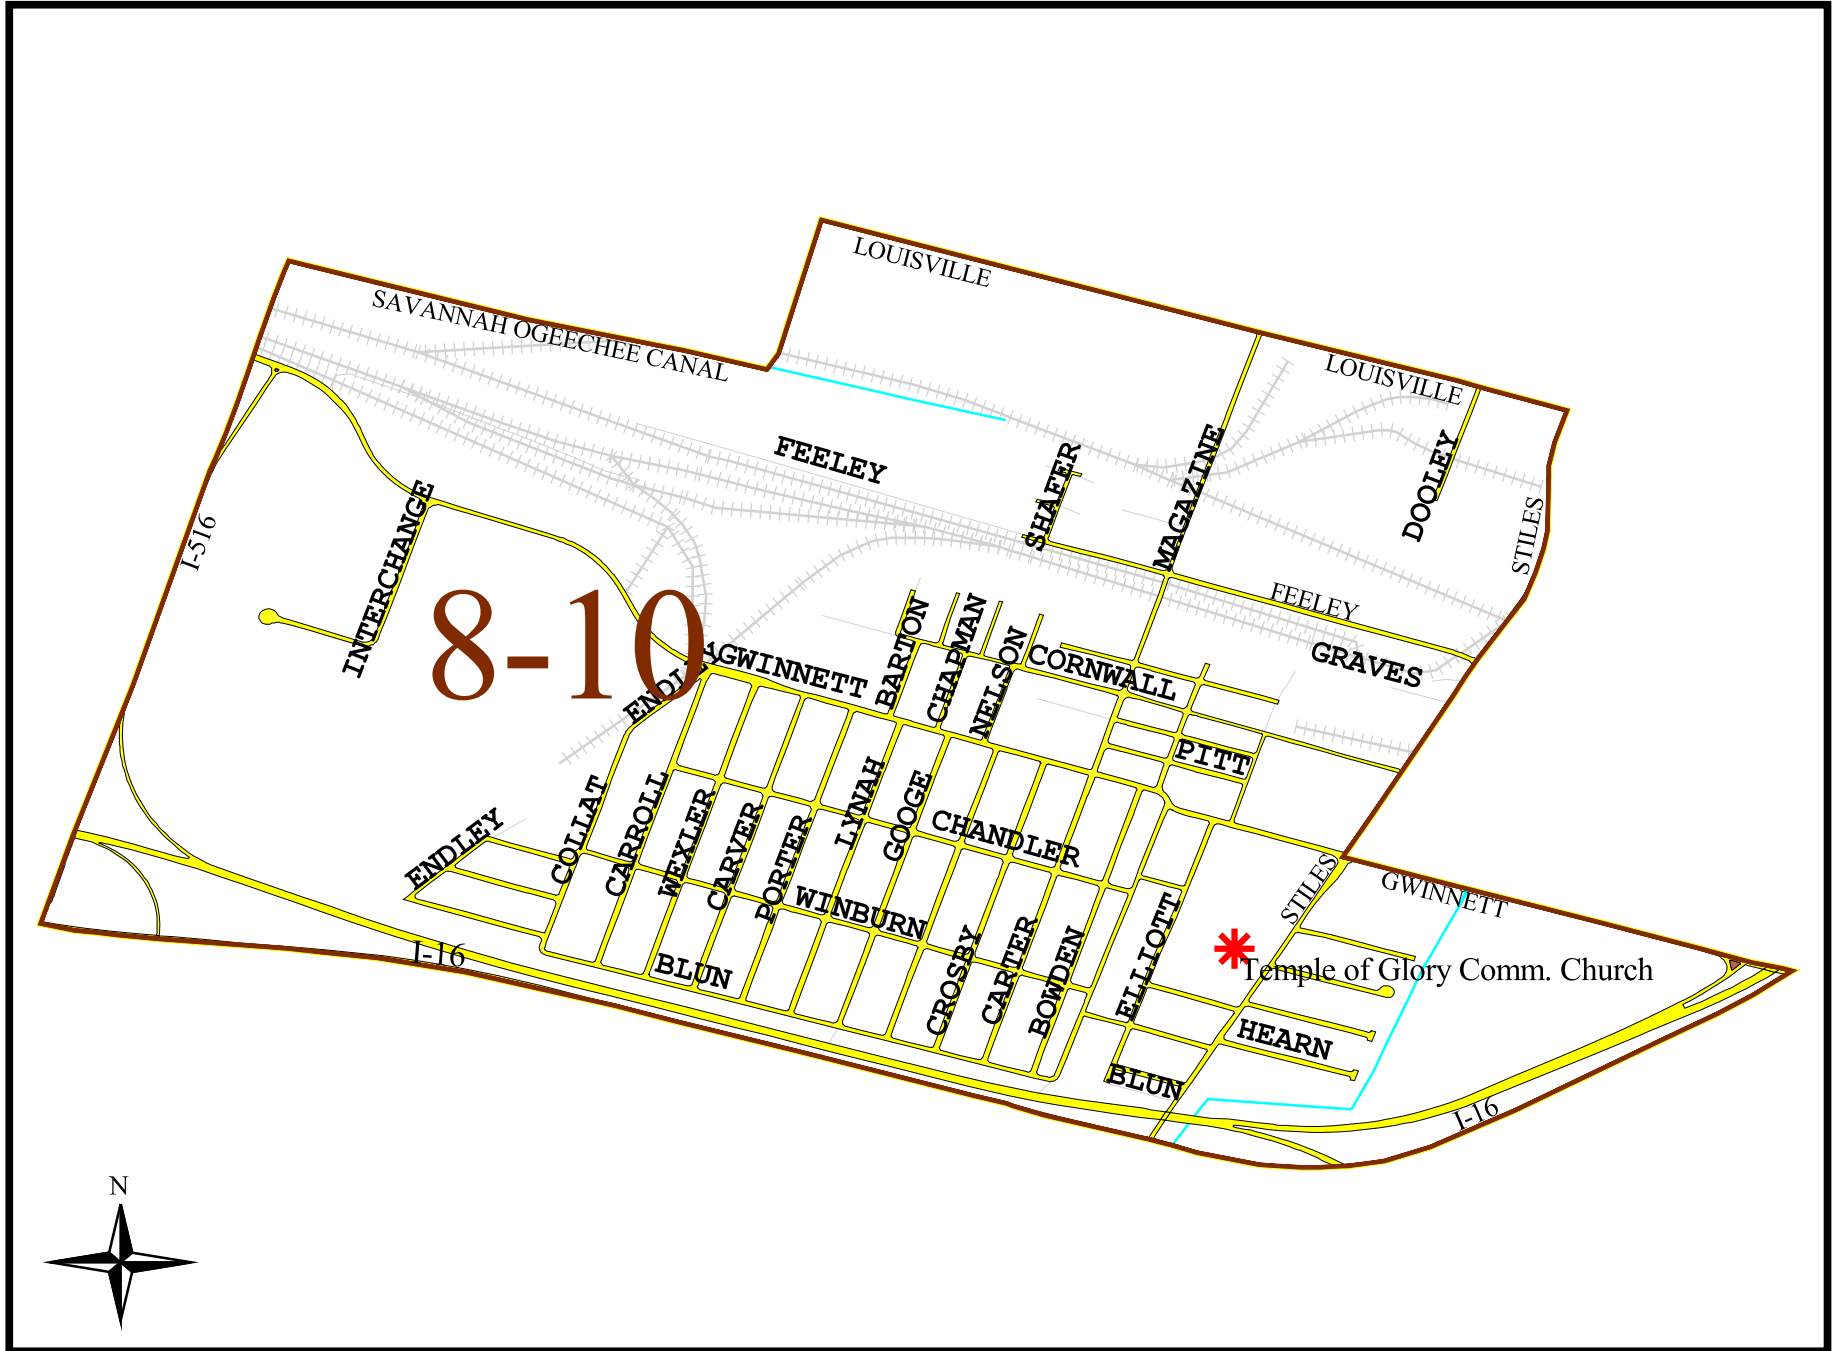 LOUISVILLE
SAVANNAH OGEECHEE CANAL
LOUISVILLE
FEELEY
SHAFER
MAGAZINE
DOOLEY
STILES
I-516
INTERCHANGE
8-10
FEELEY
GRAVES
BARTON
CHAPMAN
NELSON
CORNWALL
GWINNETT
ENDLEY
PITT
COLLAT
CARROLL
WEXLER
CARVER
PORTER
LYNAH
GOOGE
CHANDLER
ENDLEY
WINBURN
STILES
GWINNETT
I-16
BLUN
CROSBY
CARTER
BOWDEN
ELLIOTT
Temple of Glory Comm. Church
HEARN
BLUN
I-16
N